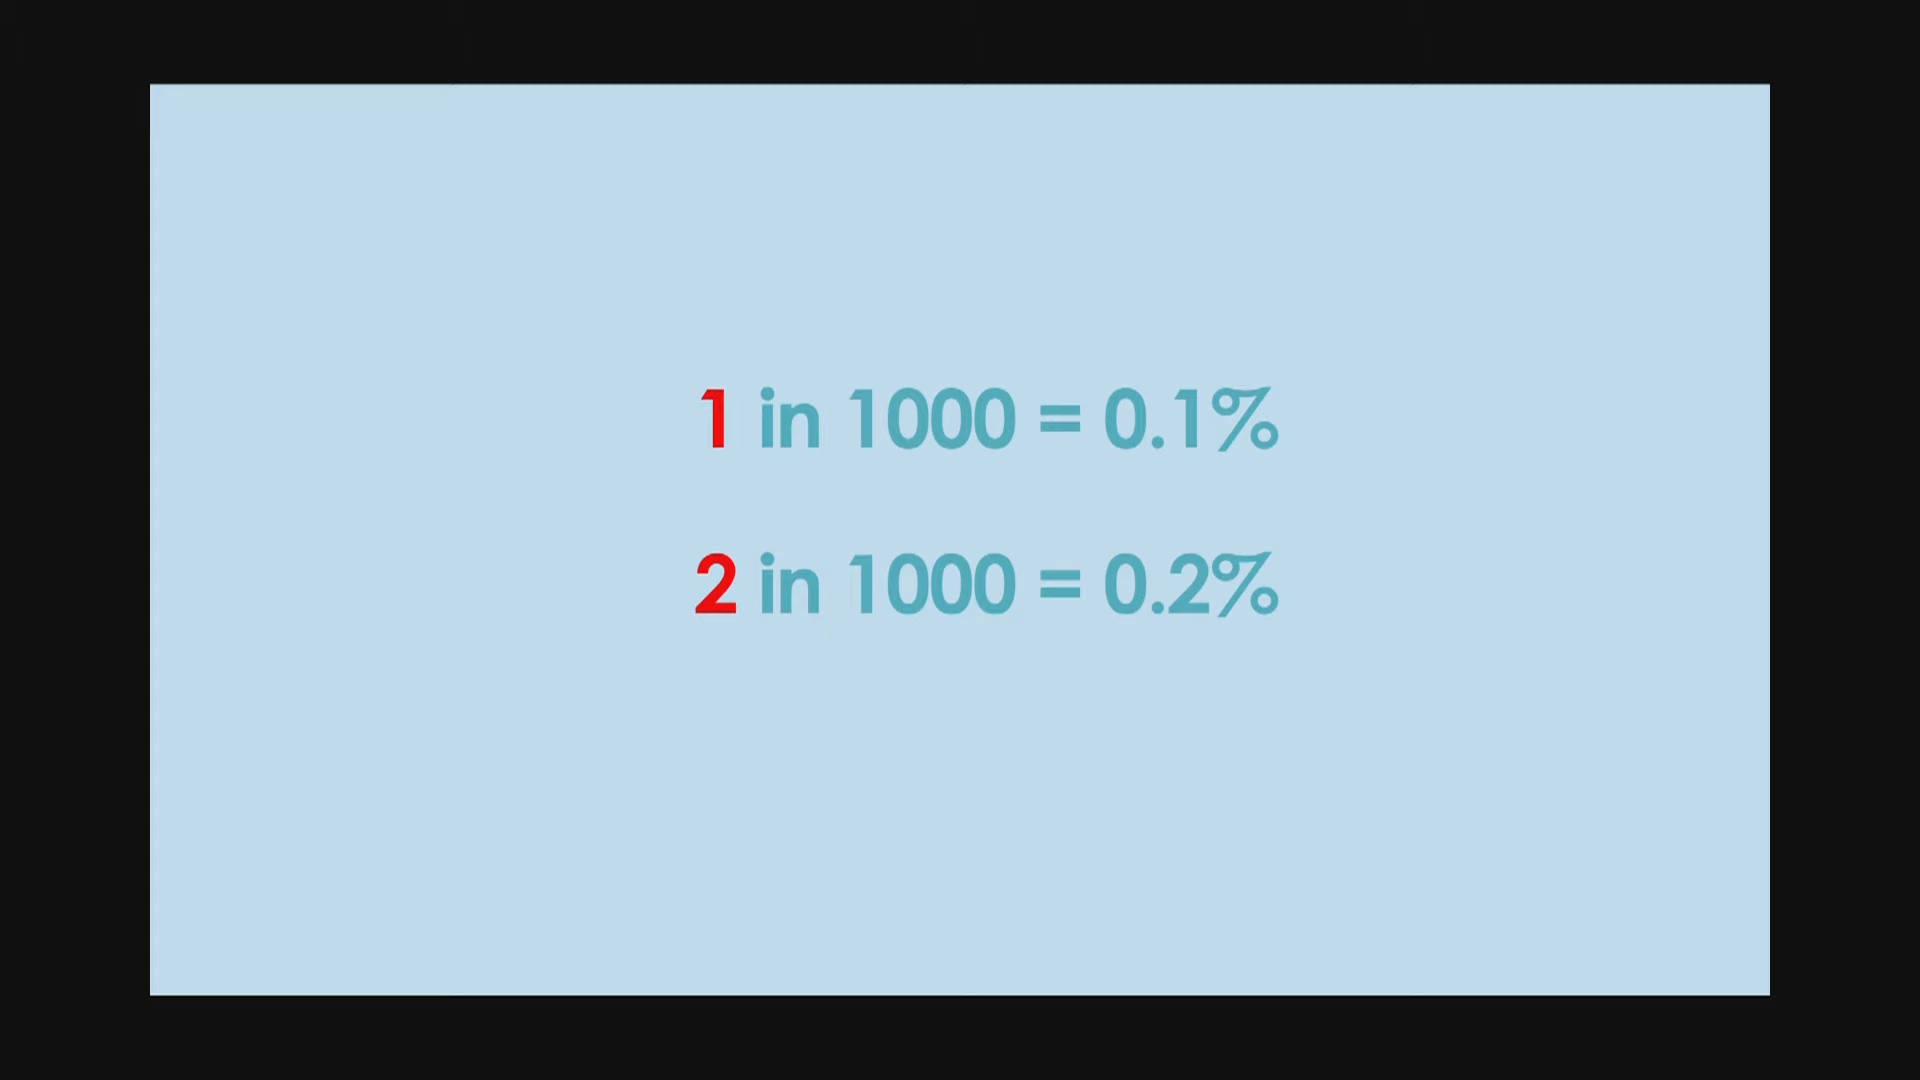 1 in 1000 = 0.1%
2 in 1000 = 0.2%